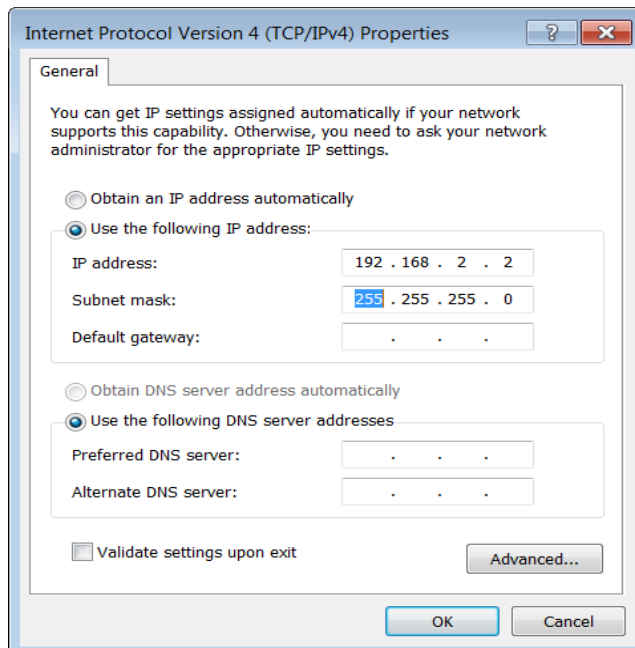 Internet Protocol Version 4 (TCP/IPv4) Properties
?
General
You can get IP settings assigned automatically if your network
supports this capability. Otherwise, you need to ask your network
administrator for the appropriate IP settings.
Obtain an IP address automatically
Use the following IP address:
IP address: 192 . 168 . 2 . 2
Subnet mask: 255 . 255 . 255 . 0
Default gateway: . . .
Obtain DNS server address automatically
Use the following DNS server addresses
Preferred DNS server: . . .
Alternate DNS server: . . .
Validate settings upon exit
Advanced...
OK Cancel